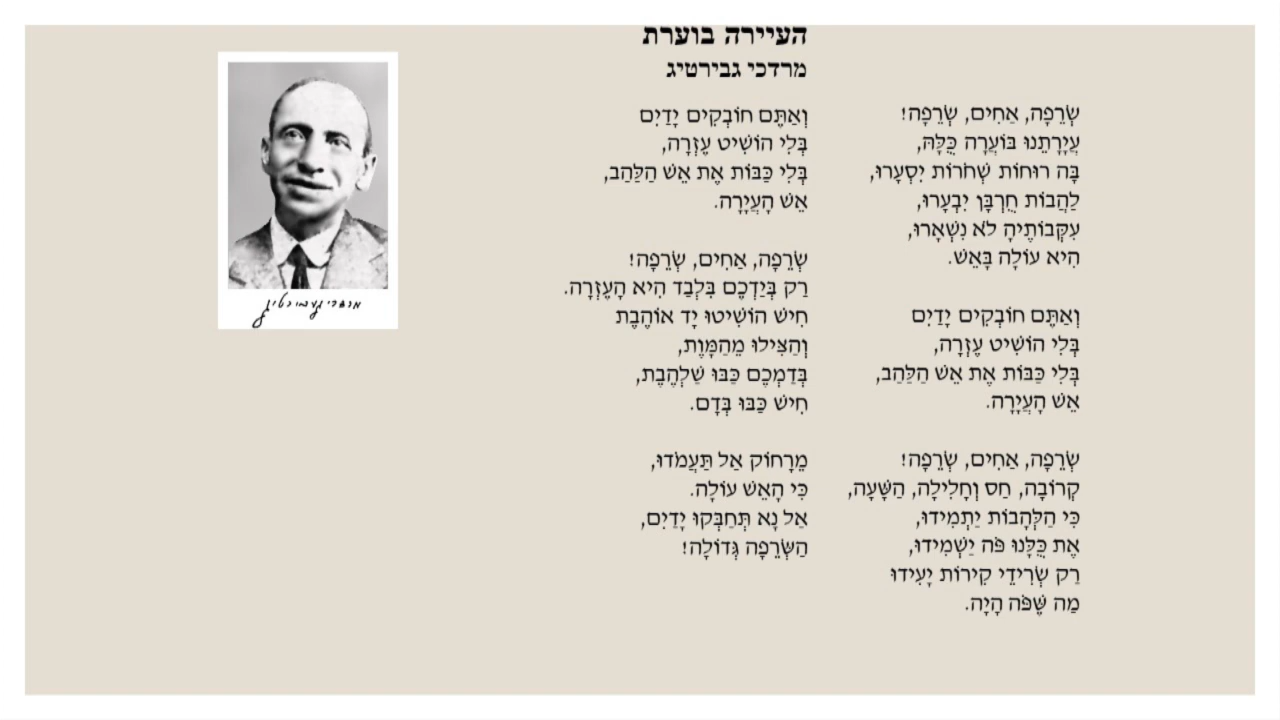 העיירה בוערת
מרדכי גבירטיג
שְׂרֵפָה, אַחִים, שְׂרֵפָה!
עֲיָרָתֵנוּ בּוֹעֲרָה כֻּלָּהּ,
בָּהּ רוּחוֹת שְׁחֹרוֹת יִסְעָרוּ,
לַהֲבוֹת חֻרְבָּן יִבְעָרוּ,
עִקְּבוֹתֶיהָ לֹא נִשְׁאָרוּ,
הִיא עוֹלָה בָּאֵשׁ.
וְאַתֶּם חוֹבְקִים יָדַיִם
בְּלִי הוֹשִׁיט עֶזְרָה,
בְּלִי כַּבּוֹת אֶת אֵשׁ הַלַּהַב,
אֵשׁ הָעֲיָרָה.
שְׂרֵפָה, אַחִים, שְׂרֵפָה!
קְרוֹבָה, חַס וְחָלִילָה, הַשָּׁעָה,
כִּי הַלְּהָבוֹת יַתְמִידוּ,
אֶת כֻּלָּנוּ פֹּה יַשְׁמִידוּ,
רַק שְׂרִידֵי קִירוֹת יָעִידוּ
מַה שֶּׁפֹּה הָיָה.
וְאַתֶּם חוֹבְקִים יָדַיִם
בְּלִי הוֹשִׁיט עֶזְרָה,
בְּלִי כַּבּוֹת אֶת אֵשׁ הַלַּהַב,
אֵשׁ הָעֲיָרָה.
שְׂרֵפָה, אַחִים, שְׂרֵפָה!
רַק בְּיֶדְכֶם בִּלְבַד הִיא הָעֶזְרָה.
חִישׁ הוֹשִׁיטוּ יָד אוֹהֶבֶת
וְהַצִּילוּ מֵהַמָּוֶת,
בְּדַמְכֶם כַּבּוּ שַׁלְהֶבֶת,
חִישׁ כַּבּוּ בְּדָם.
מֵרָחוֹק אַל תַּעֲמֹדוּ,
כִּי הָאֵשׁ עוֹלָה.
אַל נָא תְּחַבְּקוּ יָדַיִם,
הַשְּׂרֵפָה גְּדוֹלָה!
מרדכי געבירטיג